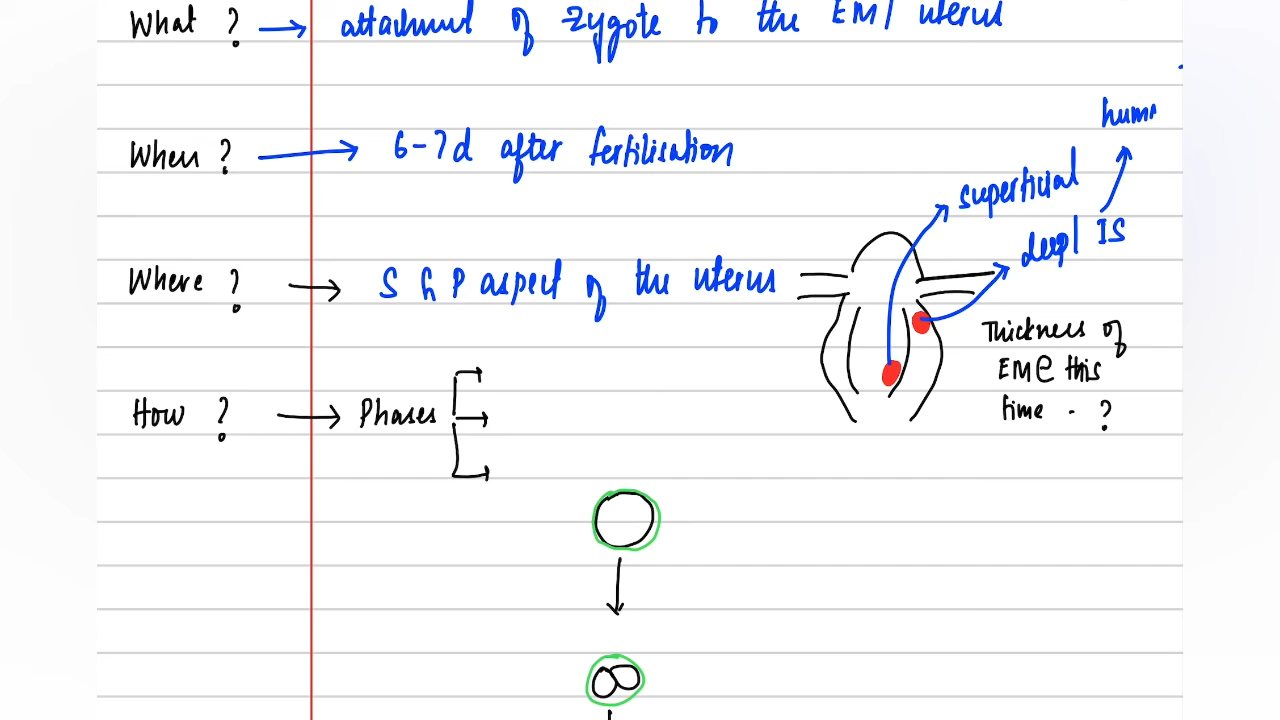 What ? → attachment of zygote to the EM/ uterus
hum
When ? → 6-7d after fertilisation
superficial
deep/ IS
Where ? → S & P aspect of the uterus
Thickness of
EM@ this
time - ?
How ? → Phases